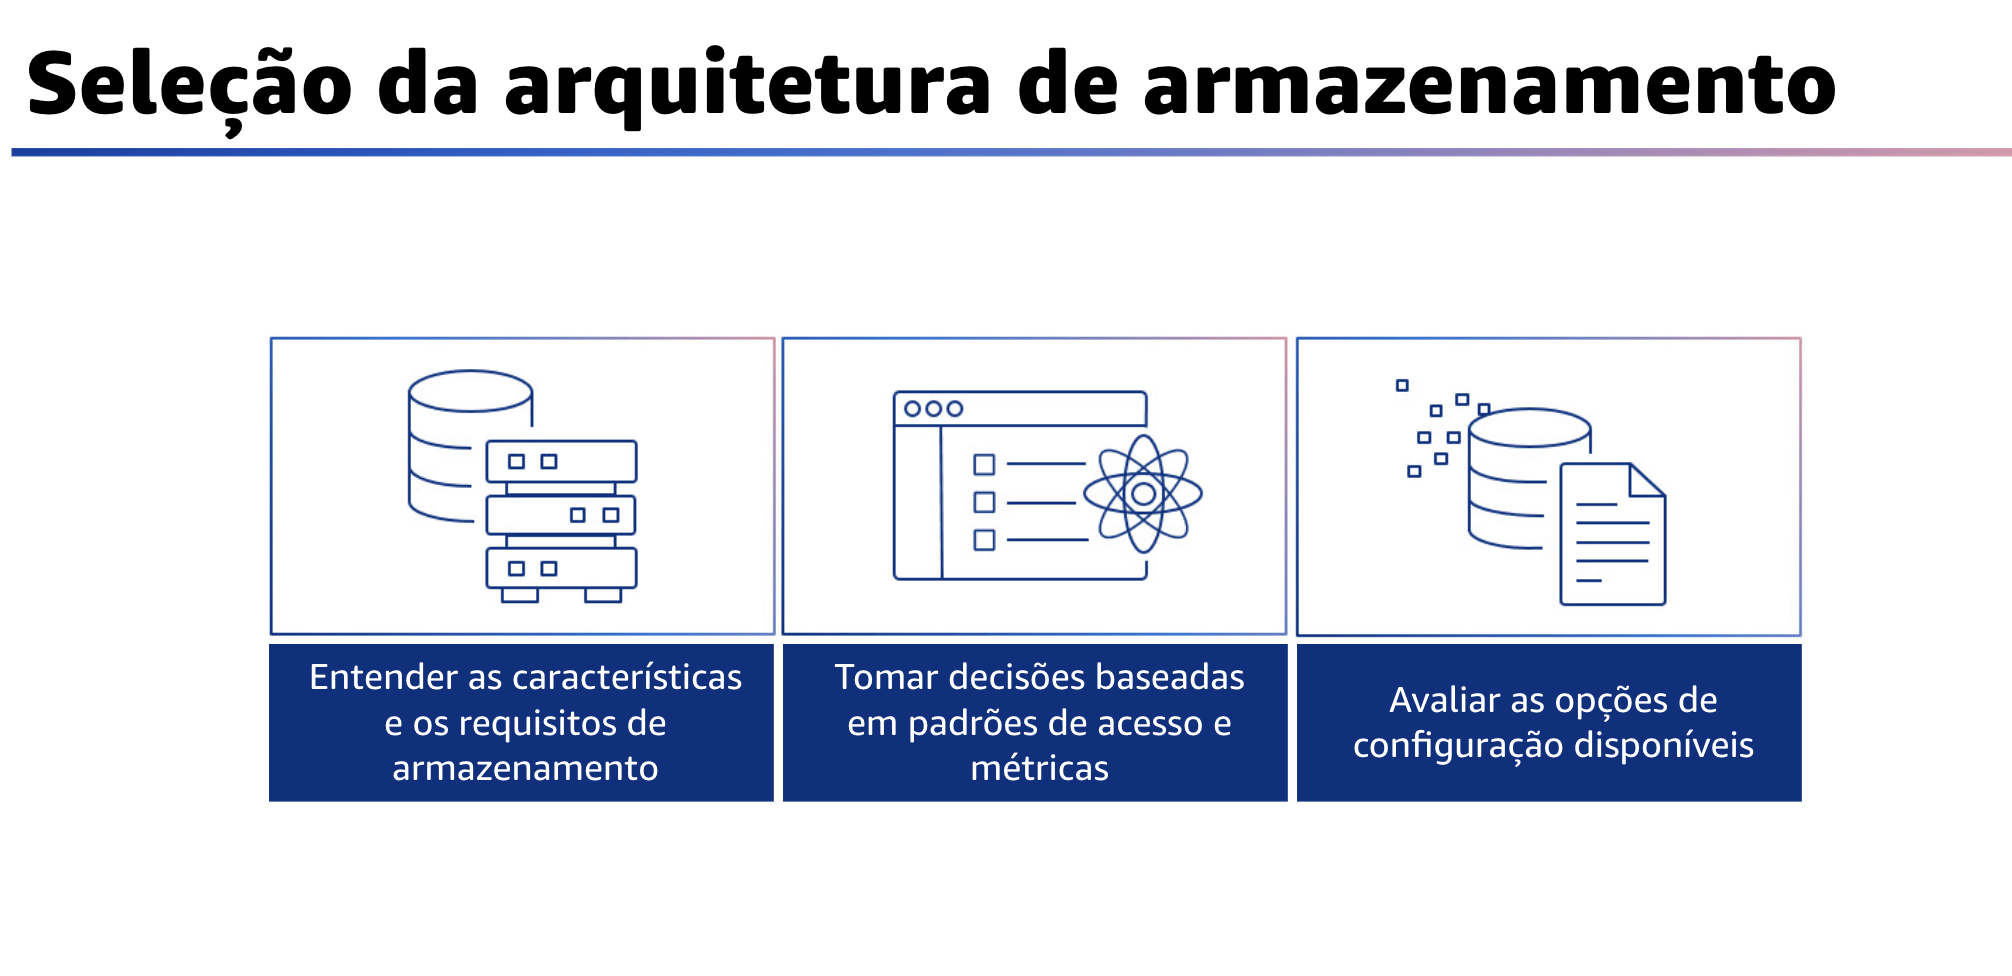 Seleção da arquitetura de armazenamento
Entender as características
e os requisitos de
armazenamento
Tomar decisões baseadas
em padrões de acesso e
métricas
Avaliar as opções de
configuração disponíveis